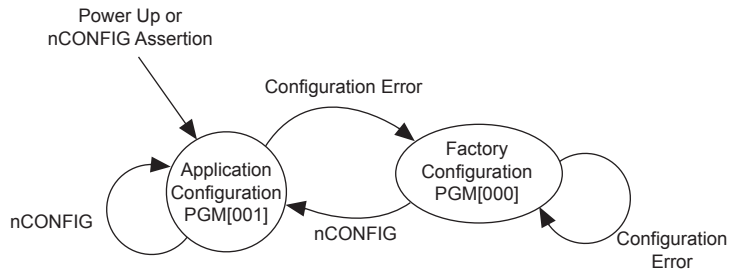 Power Up or
nCONFIG Assertion
Configuration Error
Application
Configuration
PGM[001]
Factory
Configuration
PGM[000]
nCONFIG
nCONFIG
Configuration
Error